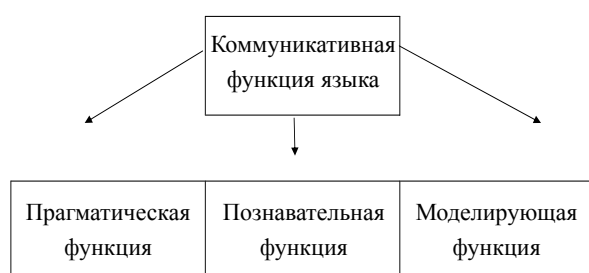 Коммуникативная
функция языка
Прагматическая
функция
Познавательная
функция
Моделирующая
функция